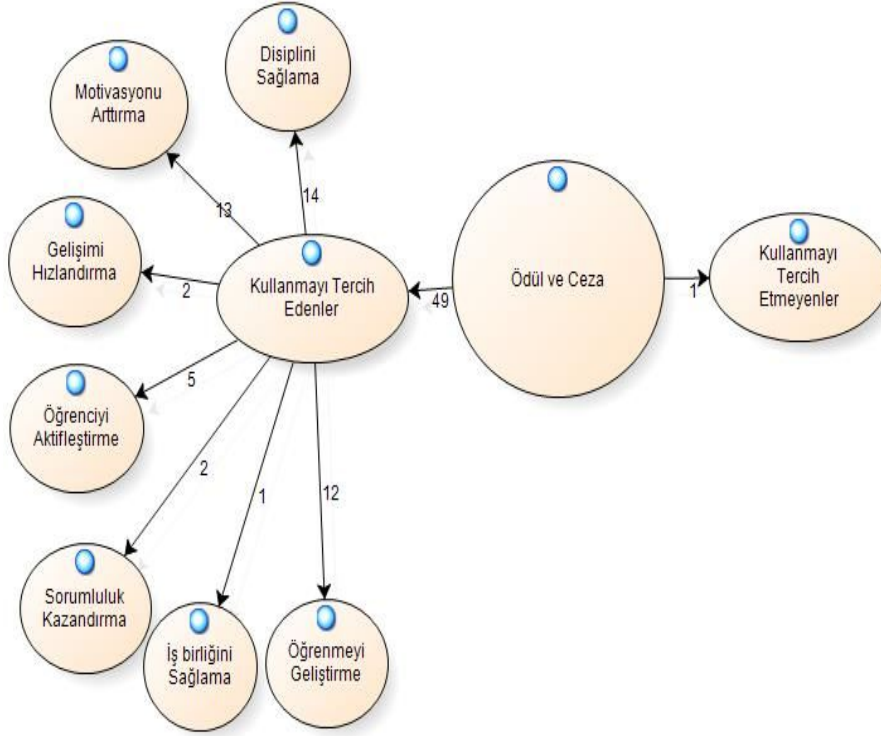 Disiplini
Sağlama
Motivasyonu
Arttırma
13
14
Gelişimi
Hızlandırma
2
Kullanmayı Tercih
Edenler
49
Ödül ve Ceza
1
Kullanmayı
Tercih
Etmeyenler
5
Öğrenciyi
Aktifleştirme
2
1
12
Sorumluluk
Kazandırma
İş birliğini
Sağlama
Öğrenmeyi
Geliştirme